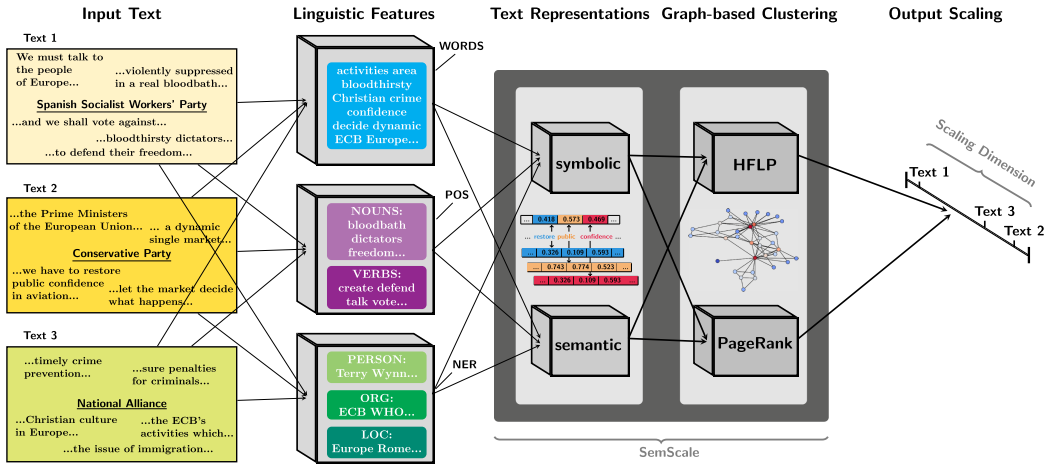 Input Text
Linguistic Features
Text Representations
Graph-based Clustering
Output Scaling
Text 1
We must talk to
the people
of Europe...
...violently suppressed
in a real bloodbath...
Spanish Socialist Workers' Party
...and we shall vote against...
...bloodthirsty dictators...
...to defend their freedom...
Text 2
...the Prime Ministers
of the European Union...
... a dynamic
single market...
Conservative Party
...we have to restore
public confidence
in aviation...
...let the market decide
what happens...
Text 3
...timely crime
prevention...
...sure penalties
for criminals...
National Alliance
...Christian culture
in Europe...
...the ECB's
activities which...
...the issue of immigration...
WORDS
activities area
bloodthirsty
Christian crime
confidence
decide dynamic
ECB Europe...
POS
NOUNS:
bloodbath
dictators
freedom...
VERBS:
create defend
talk vote...
NER
PERSON:
Terry Wynn...
ORG:
ECB WHO...
LOC:
Europe Rome...
symbolic
... 0.418 0.573 0.469 ...
... restore public confidence ...
... 0.326 0.109 0.593 ...
... 0.743 0.774 0.523 ...
... 0.326 0.109 0.593 ...
semantic
HFLP
PageRank
SemScale
Scaling Dimension
Text 1
Text 3
Text 2